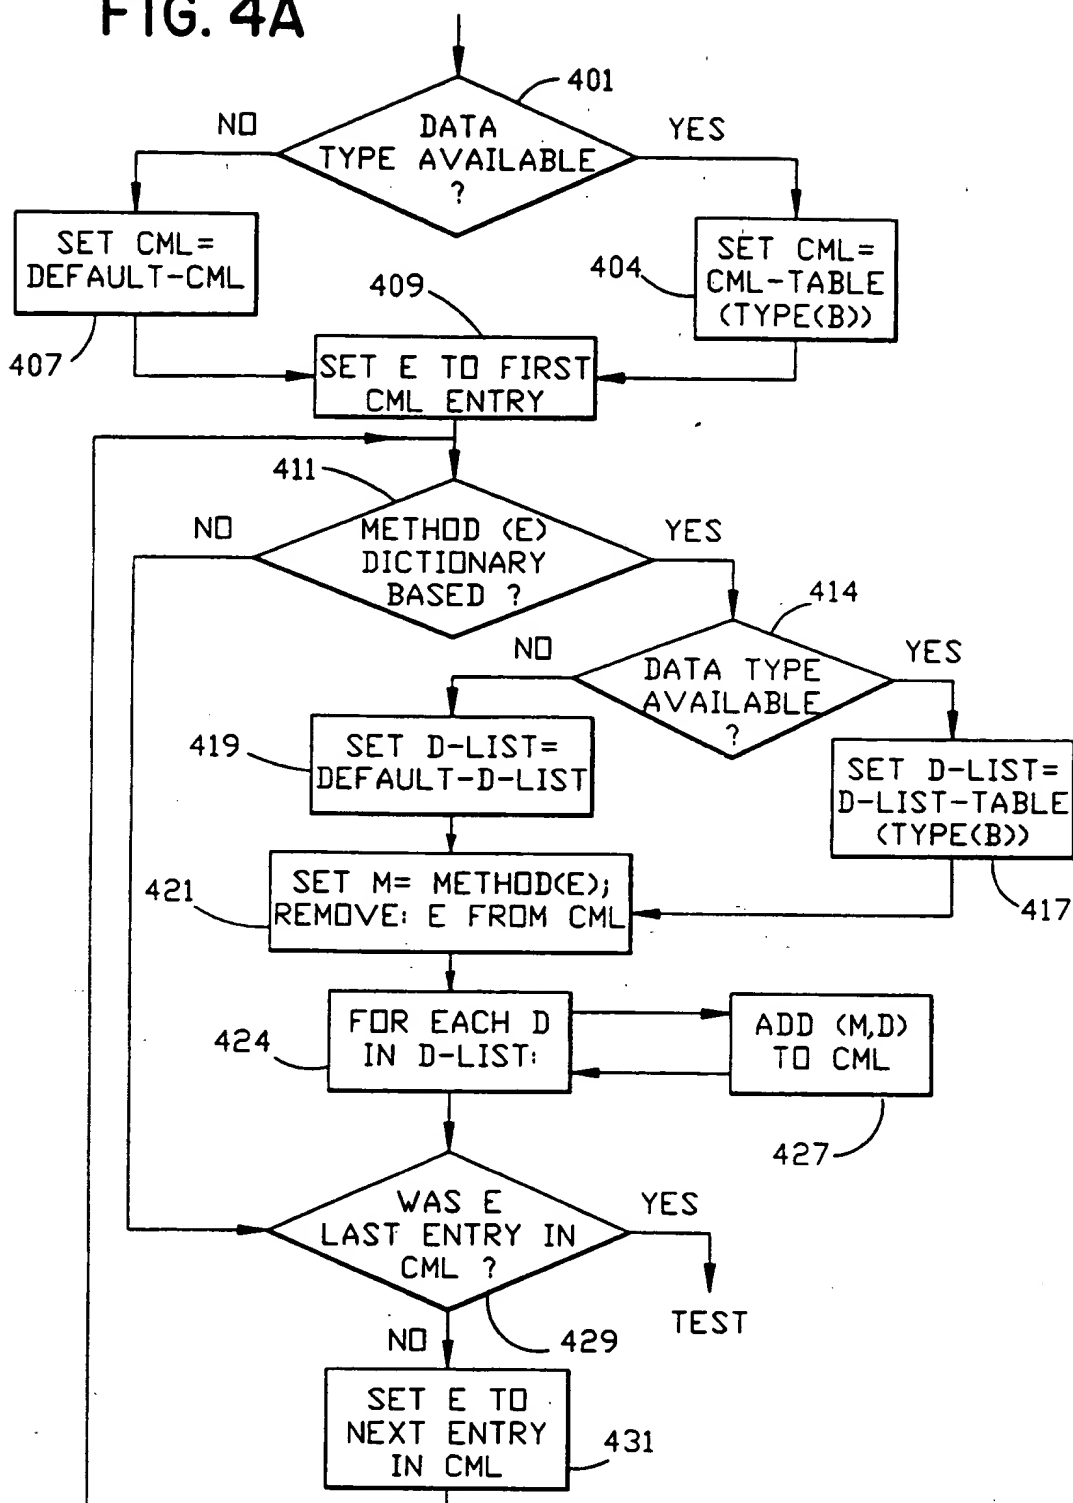 FIG. 4A
401
NO
DATA
TYPE AVAILABLE
?
YES
SET CML=
DEFAULT-CML
407
409
404
SET CML=
CML-TABLE
(TYPE(B))
SET E TO FIRST
CML ENTRY
411
NO
METHOD (E)
DICTIONARY
BASED ?
YES
414
NO
DATA TYPE
AVAILABLE
?
YES
419
SET D-LIST=
DEFAULT-D-LIST
SET D-LIST=
D-LIST-TABLE
(TYPE(B))
417
421
SET M= METHOD(E);
REMOVE: E FROM CML
424
FOR EACH D
IN D-LIST:
ADD (M,D)
TO CML
427
WAS E
LAST ENTRY IN
CML ?
YES
TEST
429
NO
SET E TO
NEXT ENTRY
IN CML
431